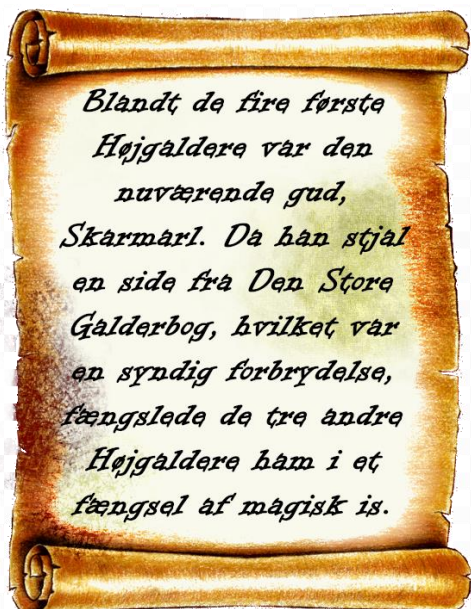 Blandt de fire første
Højgaldere var den
nuværende gud,
Skarmarl. Da han stjal
en side fra Den Store
Galderbog, hvilket var
en syndig forbrydelse,
fængslede de tre andre
Højgaldere ham i et
fængsel af magisk is.